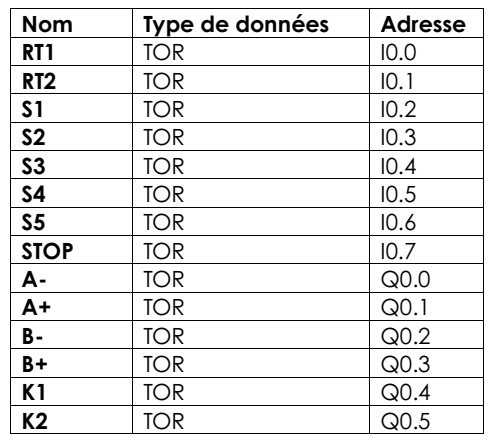 Nom Type de données Adresse
RT1 TOR I0.0
RT2 TOR I0.1
S1 TOR I0.2
S2 TOR I0.3
S3 TOR I0.4
S4 TOR I0.5
S5 TOR I0.6
STOP TOR I0.7
A- TOR Q0.0
A+ TOR Q0.1
B- TOR Q0.2
B+ TOR Q0.3
K1 TOR Q0.4
K2 TOR Q0.5